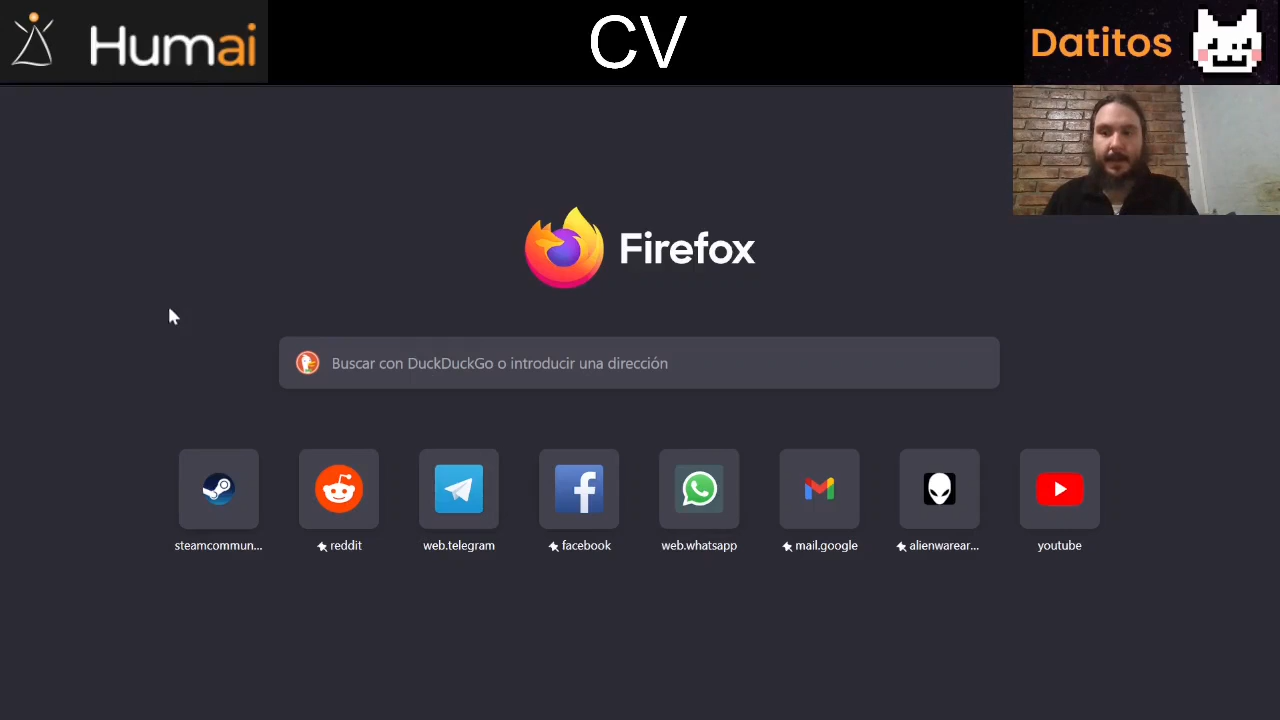 Humai
CV
Datitos
Firefox
Buscar con DuckDuckGo o introducir una dirección
steamcommun...
reddit
web.telegram
facebook
web.whatsapp
mail.google
alienwarear...
youtube